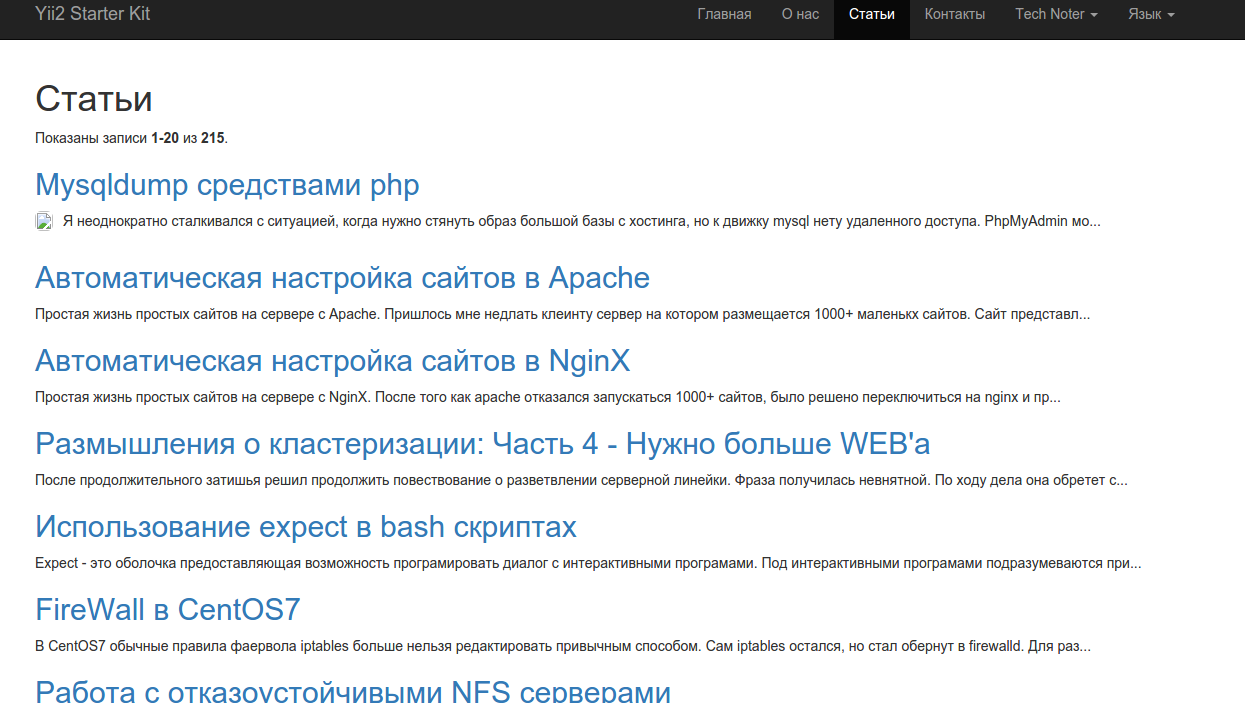 Yii2 Starter Kit Главная О нас Статьи Контакты Tech Noter Язык
Статьи
Показаны записи 1-20 из 215.
Mysqldump средствами php
Я неоднократно сталкивался с ситуацией, когда нужно стянуть образ большой базы с хостинга, но к движку mysql нету удаленного доступа. PhpMyAdmin мо...
Автоматическая настройка сайтов в Apache
Простая жизнь простых сайтов на сервере с Apache. Пришлось мне недлать клеинту сервер на котором размещается 1000+ маленькх сайтов. Сайт представл...
Автоматическая настройка сайтов в NginX
Простая жизнь простых сайтов на сервере с NginX. После того как apache отказался запускаться 1000+ сайтов, было решено переключиться на nginx и пр...
Размышления о кластеризации: Часть 4 - Нужно больше WEB'а
После продолжительного затишья решил продолжить повествование о разветвлении серверной линейки. Фраза получилась невнятной. По ходу дела она обретет с...
Использование expect в bash скриптах
Expect - это оболочка предоставляющая возможность програмировать диалог с интерактивными програмами. Под интерактивными програмами подразумеваются при...
FireWall в CentOS7
В CentOS7 обычные правила фаервола iptables больше нельзя редактировать привычным способом. Сам iptables остался, но стал обернут в firewalld. Для раз...
Работа с отказоустойчивыми NFS серверами